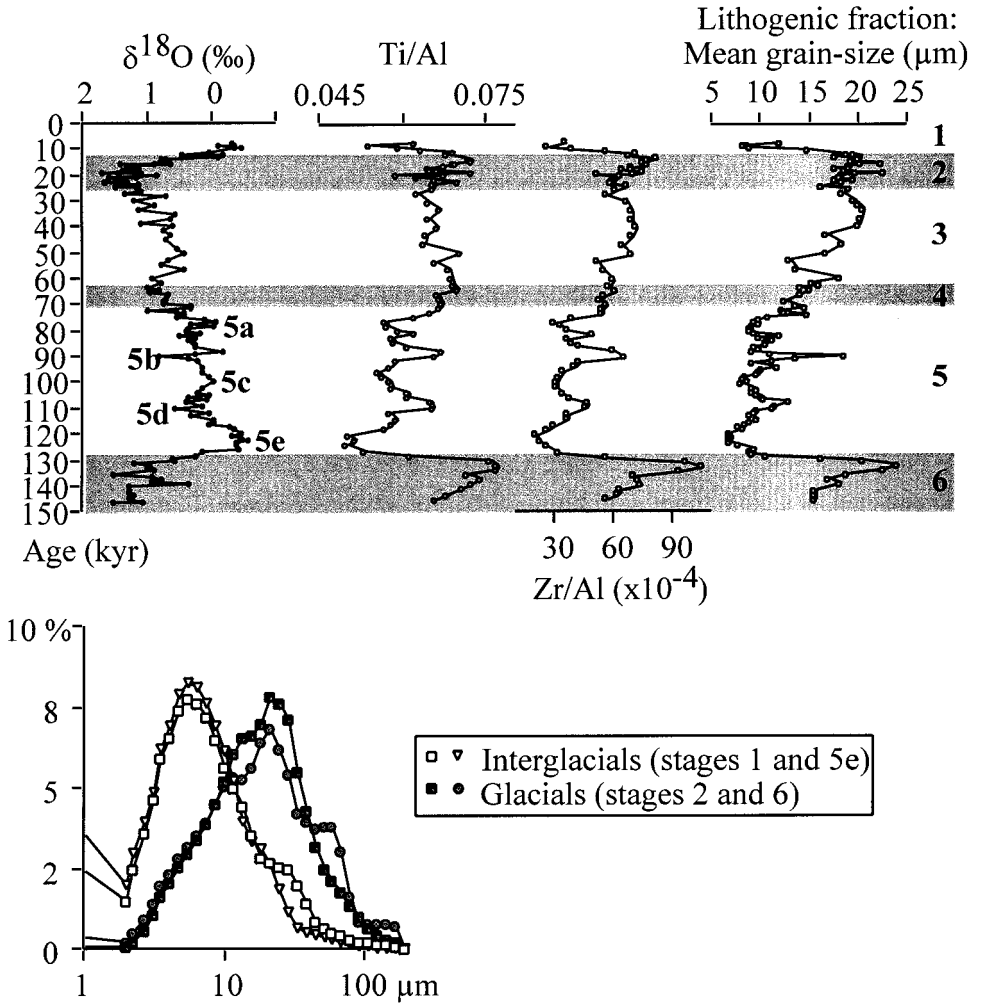 Lithogenic fraction:
δ18O (‰) Ti/Al Mean grain-size (µm)
2 1 0 0.045 0.075 5 10 15 20 25
0
10
20
30
40
50
60
70
80
90
100
110
120
130
140
150
1
2
3
4
5
6
5a
5b
5c
5d
5e
Age (kyr)
30 60 90
Zr/Al (x10-4)
10 %
8
5
2
0
1 10 100 µm
Interglacials (stages 1 and 5e)
Glacials (stages 2 and 6)